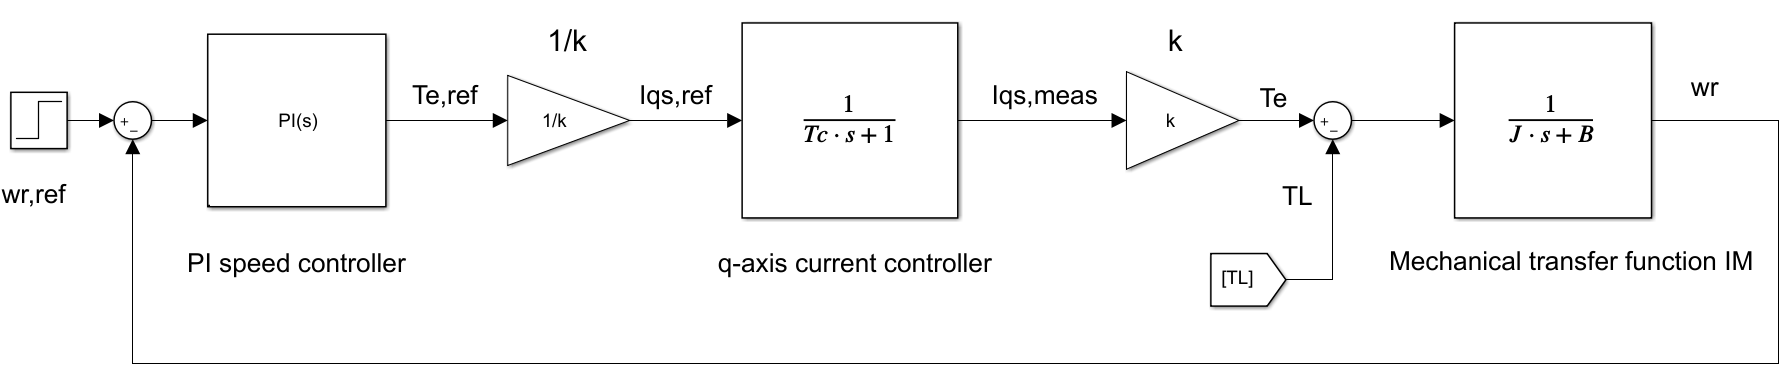 1/k
k
Te,ref
Iqs,ref
Iqs,meas
Te
wr
+
−
PI(s)
1/k
1
Tc · s + 1
k
+
−
1
J · s + B
wr,ref
TL
PI speed controller
q-axis current controller
[TL]
Mechanical transfer function IM